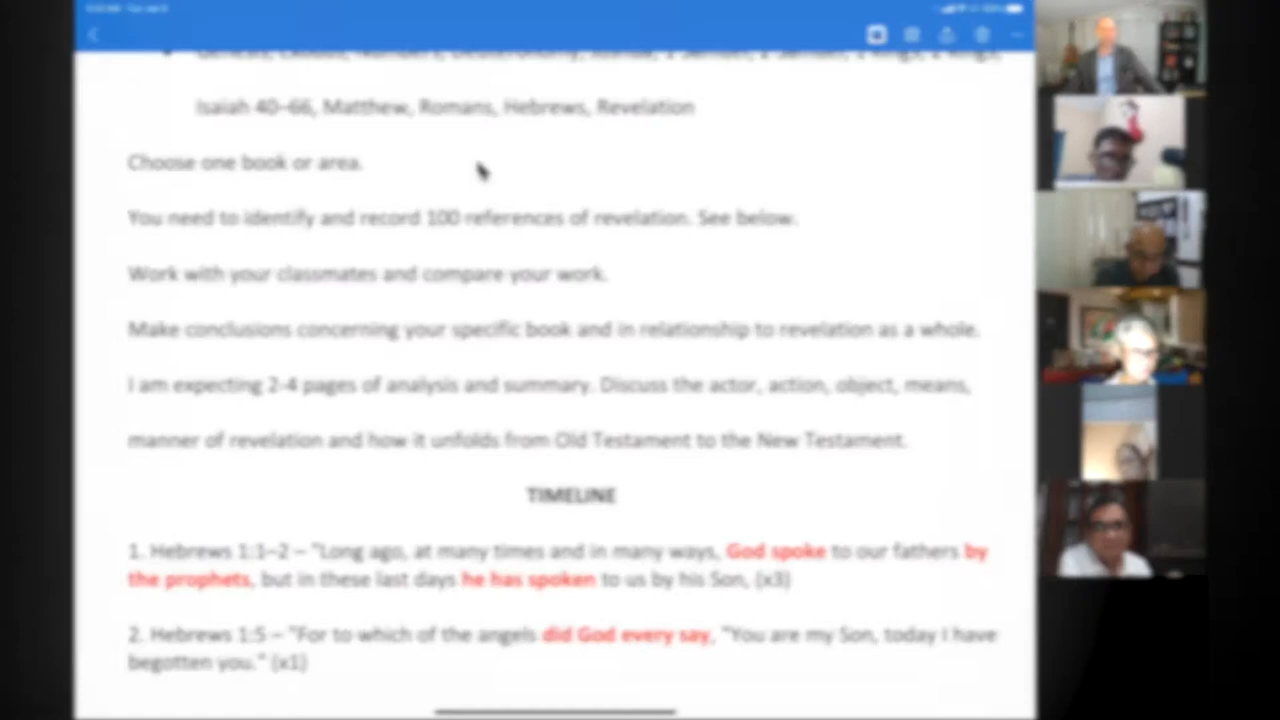 Isaiah 40–66, Matthew, Romans, Hebrews, Revelation
Choose one book or area.
You need to identify and record 100 references of revelation. See below.
Work with your classmates and compare your work.
Make conclusions concerning your specific book and in relationship to revelation as a whole.
I am expecting 2-4 pages of analysis and summary. Discuss the actor, action, object, means,
manner of revelation and how it unfolds from Old Testament to the New Testament.
TIMELINE
1. Hebrews 1:1–2 – "Long ago, at many times and in many ways, God spoke to our fathers by
the prophets, but in these last days he has spoken to us by his Son, (x3)
2. Hebrews 1:5 – "For to which of the angels did God every say, "You are my Son, today I have
begotten you." (x1)